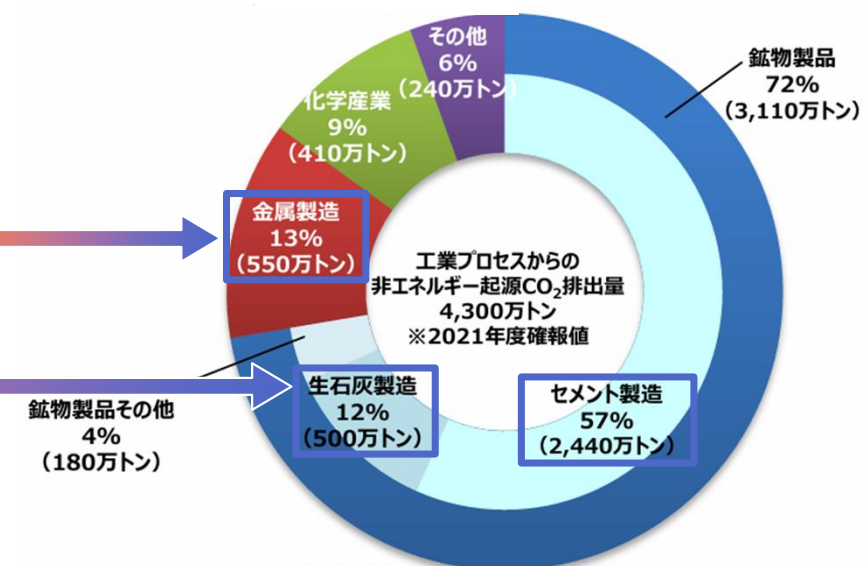 その他
6%
（240万トン）
鉱物製品
72%
（3,110万トン）
化学産業
9%
（410万トン）
金属製造
13%
（550万トン）
工業プロセスからの
非エネルギー起源CO₂排出量
4,300万トン
※2021年度確報値
生石灰製造
12%
（500万トン）
セメント製造
57%
（2,440万トン）
鉱物製品その他
4%
（180万トン）